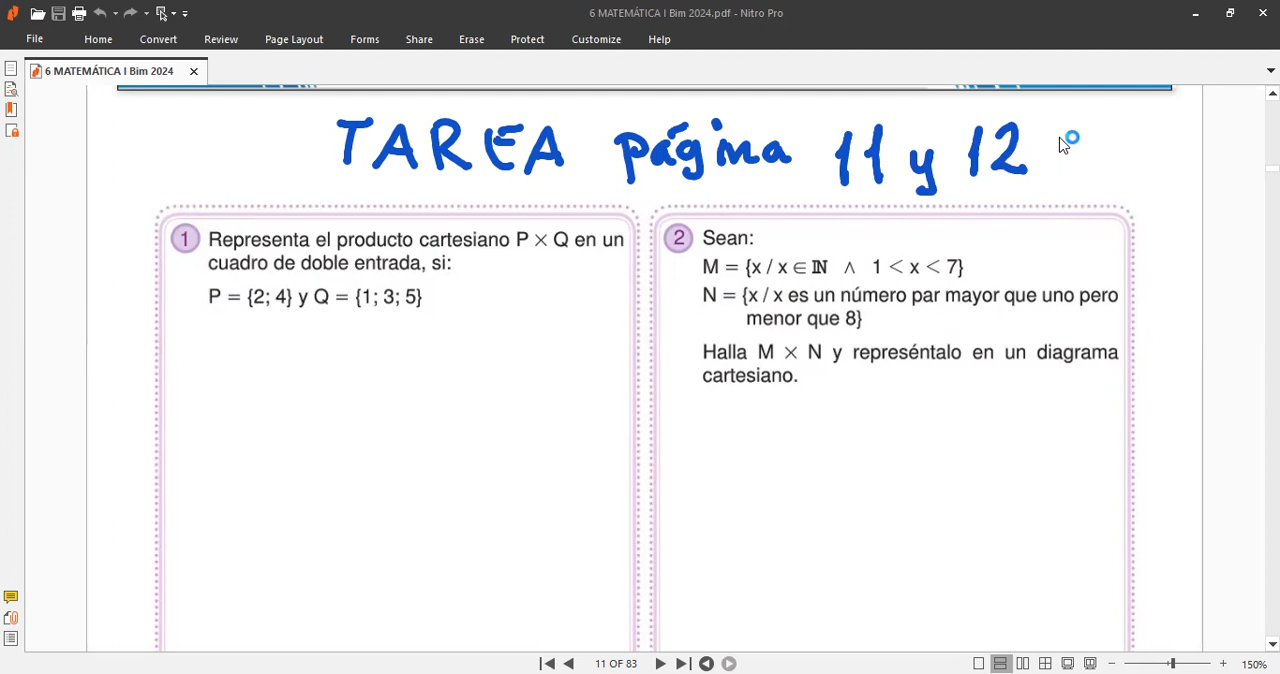 6 MATEMÁTICA I Bim 2024.pdf - Nitro Pro
File Home Convert Review Page Layout Forms Share Erase Protect Customize Help
6 MATEMÁTICA I Bim 2024
TAREA página 11 y 12
1 Representa el producto cartesiano P × Q en un
cuadro de doble entrada, si:
P = {2; 4} y Q = {1; 3; 5}
2 Sean:
M = {x / x ∈ ℕ ∧ 1 < x < 7}
N = {x / x es un número par mayor que uno pero
menor que 8}
Halla M × N y represéntalo en un diagrama
cartesiano.
11 OF 83
150%